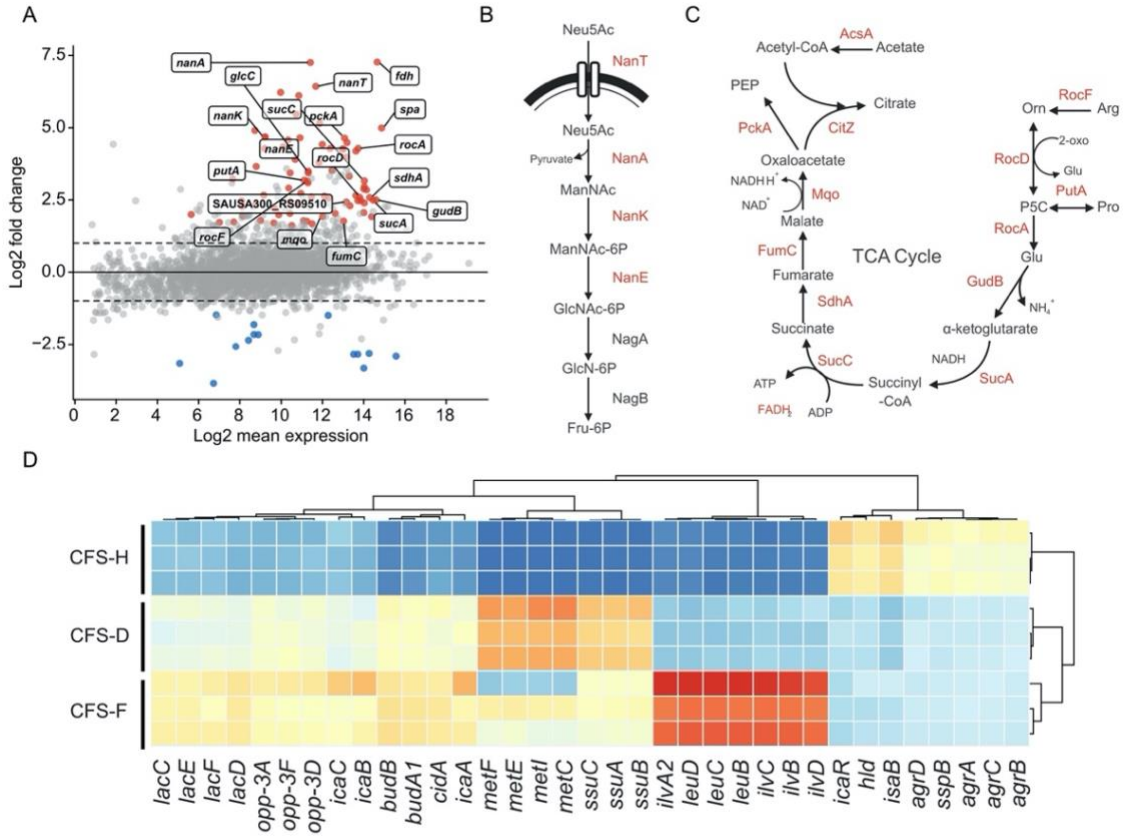 A
Log2 fold change
7.5
5.0
2.5
0.0
−2.5
0 2 4 6 8 10 12 14 16 18
Log2 mean expression
nanA
glcC
fdh
nanT
nanK
sucC
pckA
spa
nanE
rocD
rocA
putA
sdhA
SAUSA300_RS09510
gudB
sucA
rocF
mqo
fumC
B
Neu5Ac
NanT
Neu5Ac
Pyruvate
NanA
ManNAc
NanK
ManNAc-6P
NanE
GlcNAc-6P
NagA
GlcN-6P
NagB
Fru-6P
C
AcsA
Acetyl-CoA
Acetate
PEP
Citrate
PckA
CitZ
Oxaloacetate
NADHH+
Mqo
NAD+
Malate
FumC
TCA Cycle
Fumarate
SdhA
Succinate
SucC
ATP
FADH2
ADP
Succinyl
-CoA
NADH
SucA
α-ketoglutarate
NH4+
GudB
Glu
RocA
P5C
Pro
PutA
RocD
Glu
2-oxo
Orn
RocF
Arg
D
CFS-H
CFS-D
CFS-F
lacC
lacE
lacF
lacD
opp-3A
opp-3F
opp-3D
icaC
icaB
budB
budA1
cidA
icaA
metF
metE
metI
metC
ssuC
ssuA
ssuB
ilvA2
leuD
leuC
leuB
ilvC
ilvB
ilvD
icaR
hld
isaB
agrD
sspB
agrA
agrC
agrB